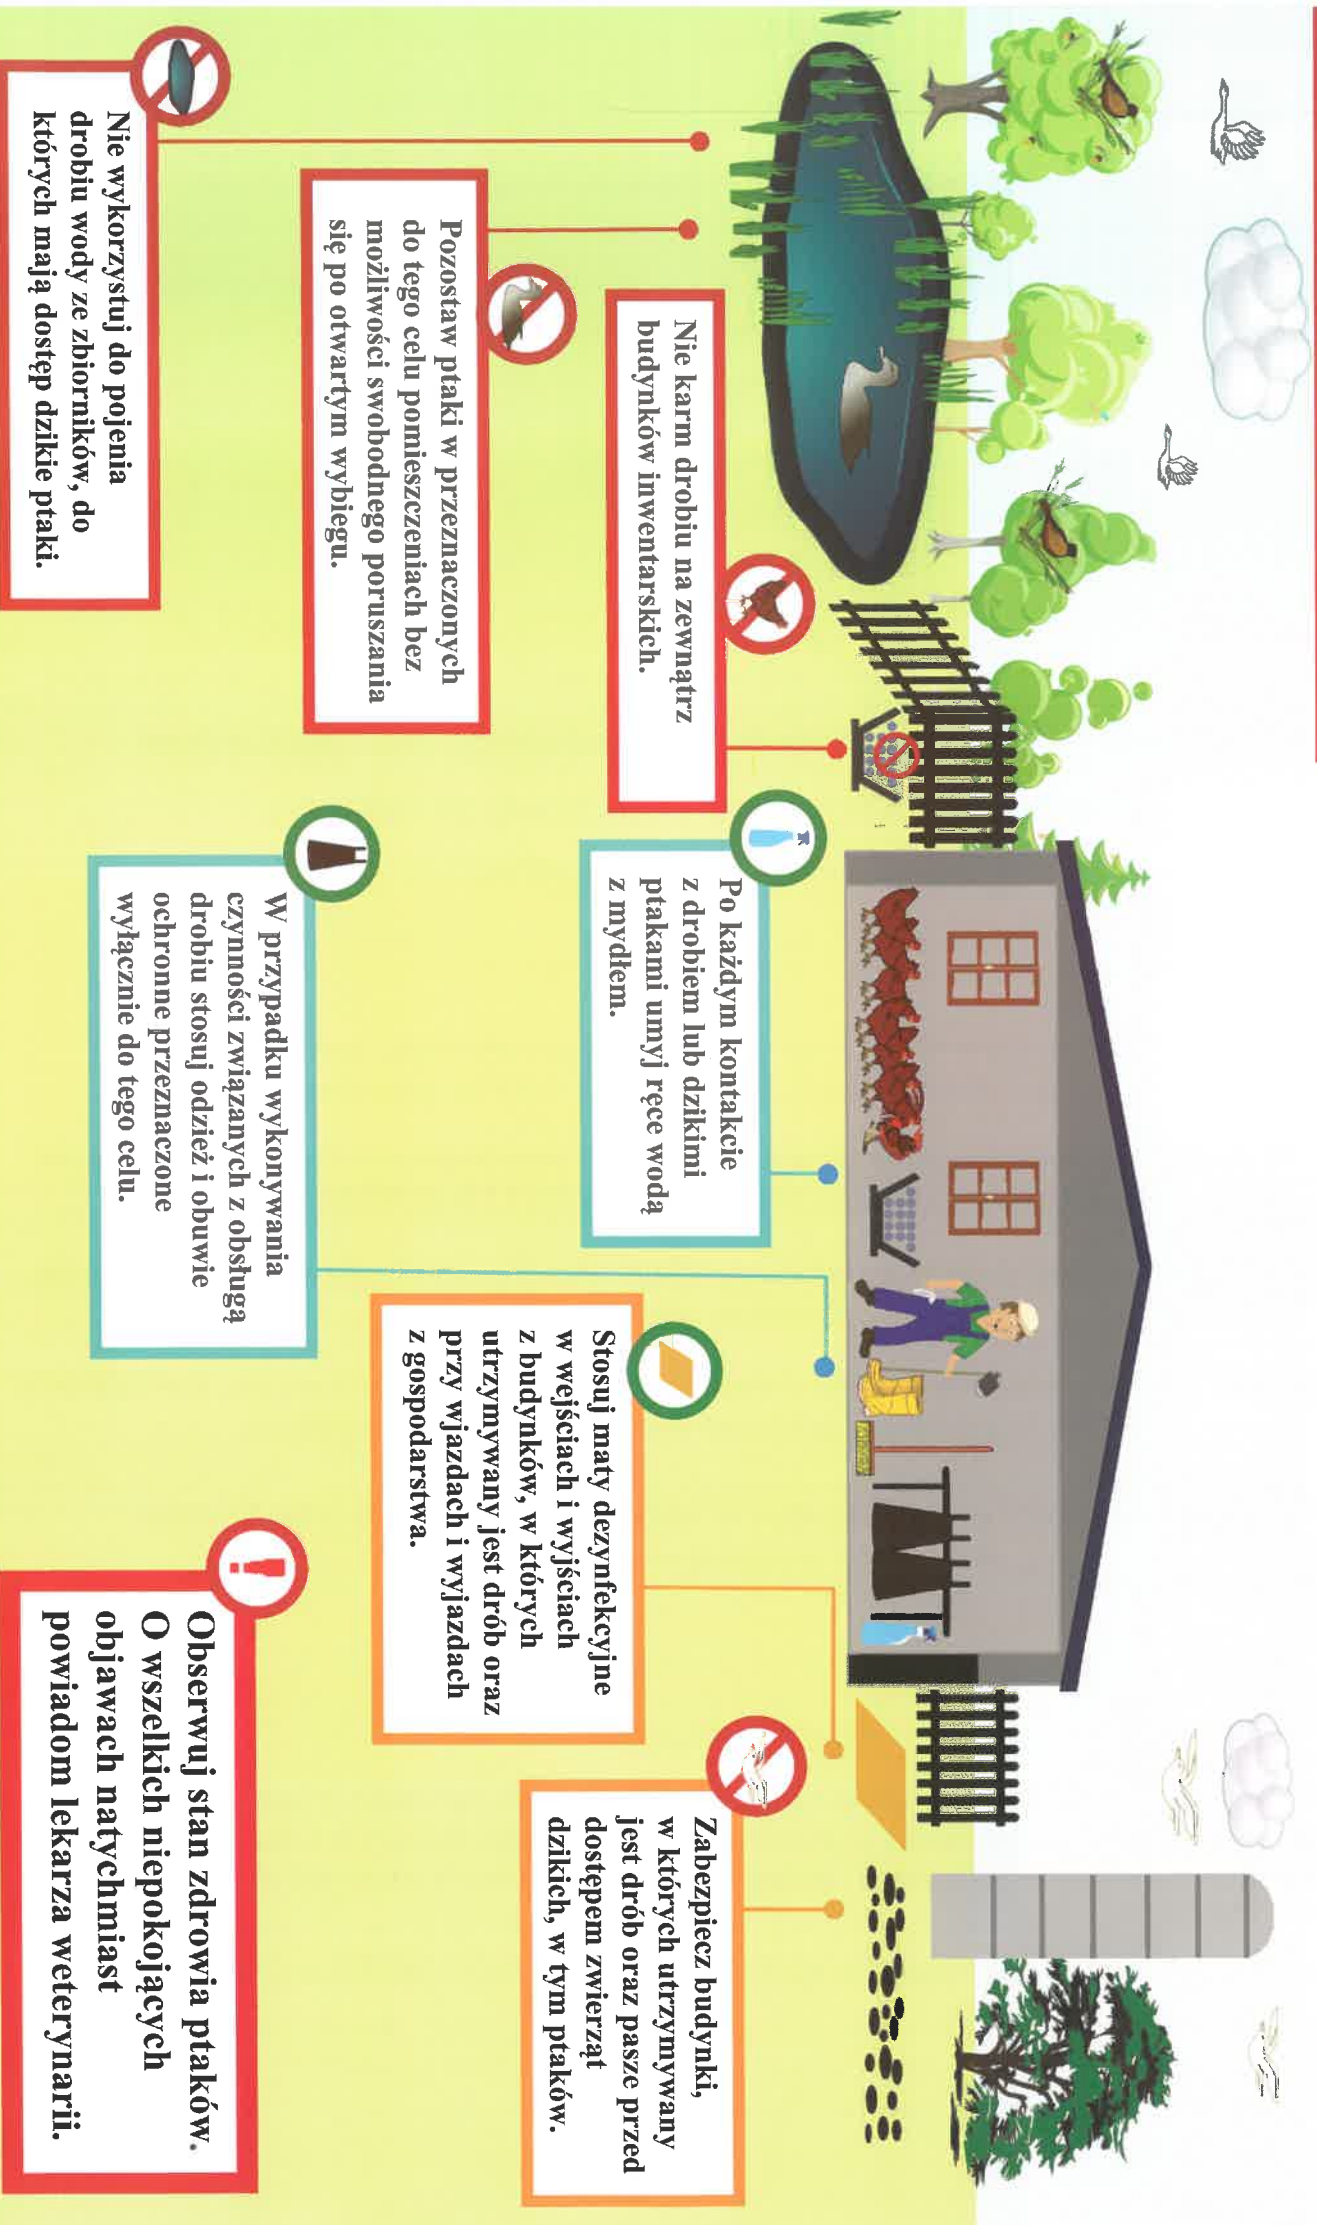 Nie wykorzystuj do pojenia
drobiu wody ze zbiorników, do
których mają dostęp dzikie ptaki.
Pozostaw ptaki w przeznaczonych
do tego celu pomieszczeniach bez
możliwości swobodnego poruszania
się po otwartym wybiegu.
Nie karm drobiu na zewnątrz
budynków inwentarskich.
Po każdym kontakcie
z drobiem lub dzikimi
ptakami umyj ręce wodą
z mydłem.
W przypadku wykonywania
czynności związanych z obsługą
drobiu stosuj odzież i obuwie
ochronne przeznaczone
wyłącznie do tego celu.
Stosuj maty dezynfekcyjne
w wejściach i wyjściach
z budynków, w których
utrzymywany jest drób oraz
przy wjazdach i wyjazdach
z gospodarstwa.
Zabezpiecz budynki,
w których utrzymywany
jest drób oraz pasze przed
dostępem zwierząt
dzikich, w tym ptaków.
Obserwuj stan zdrowia ptaków.
O wszelkich niepokojących
objawach natychmiast
powiadom lekarza weterynarii.